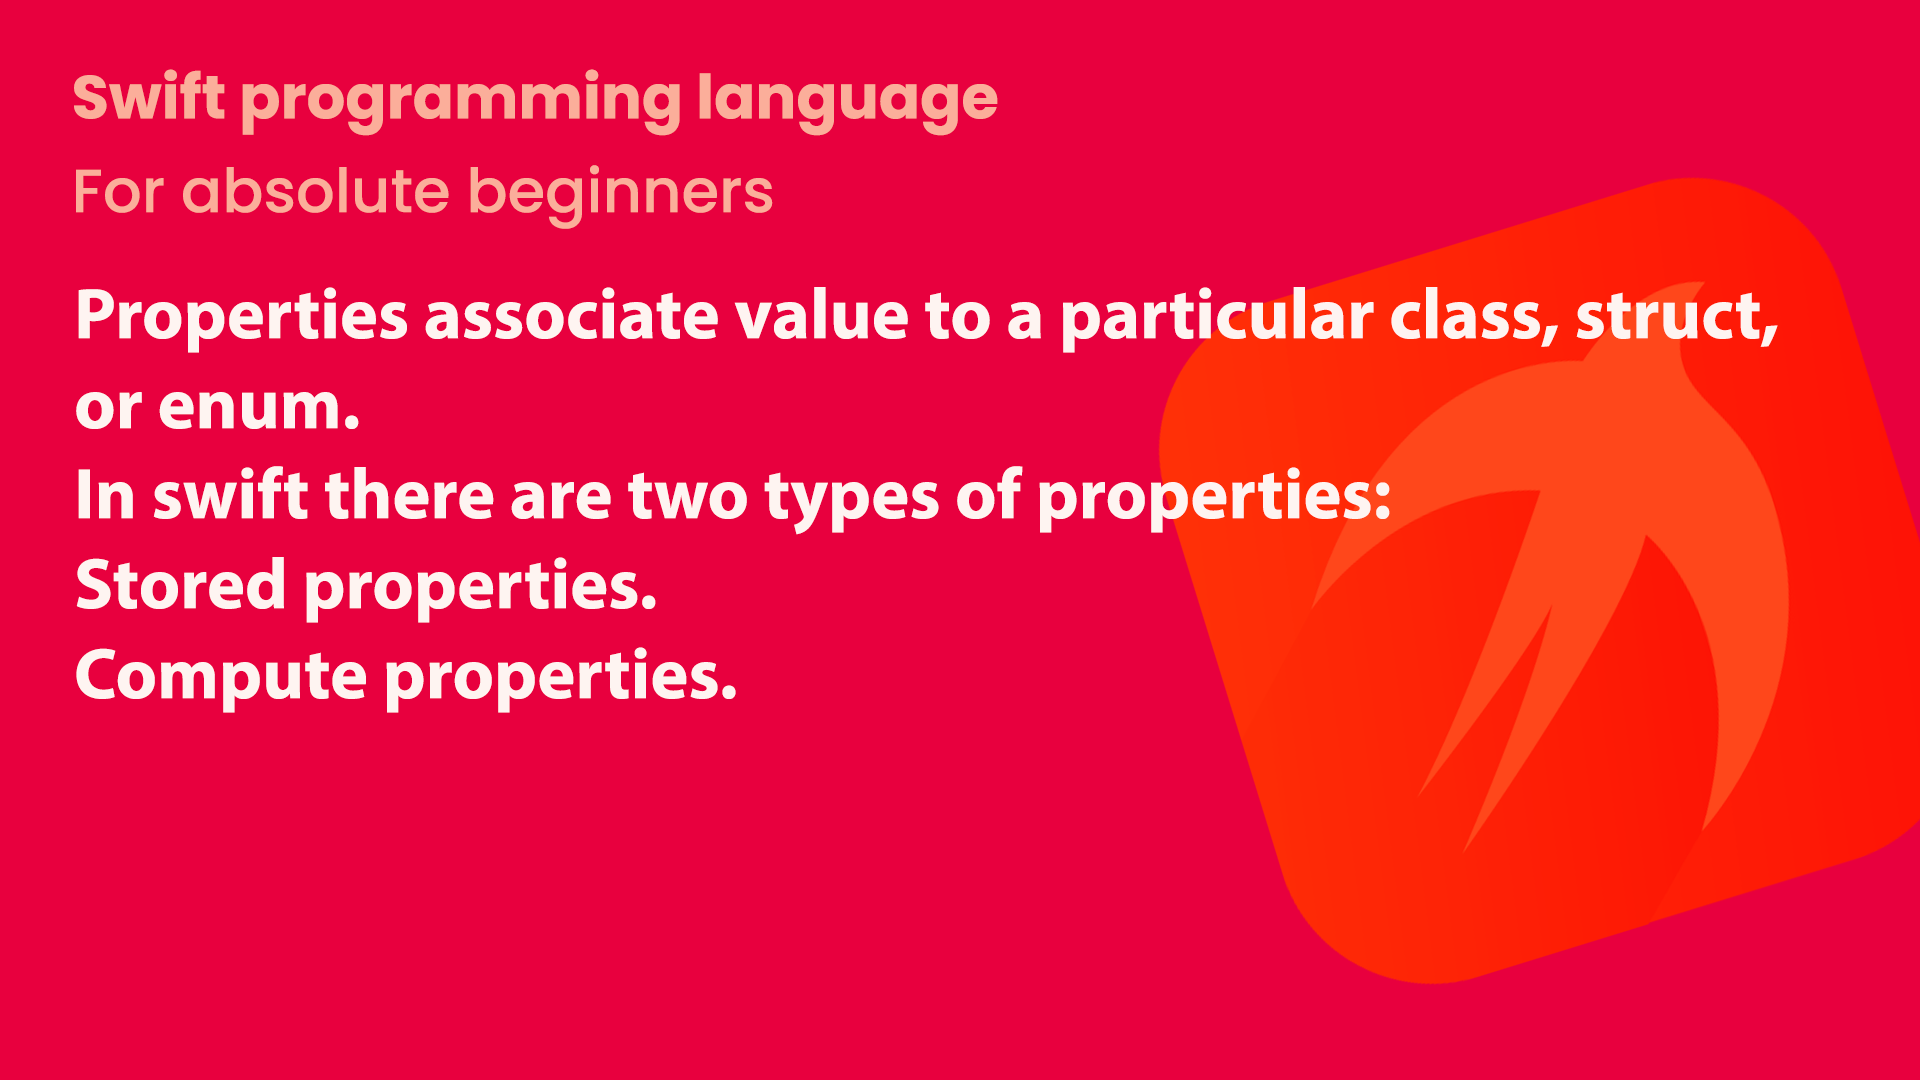 Swift programming language
For absolute beginners
Properties associate value to a particular class, struct,
or enum.
In swift there are two types of properties:
Stored properties.
Compute properties.